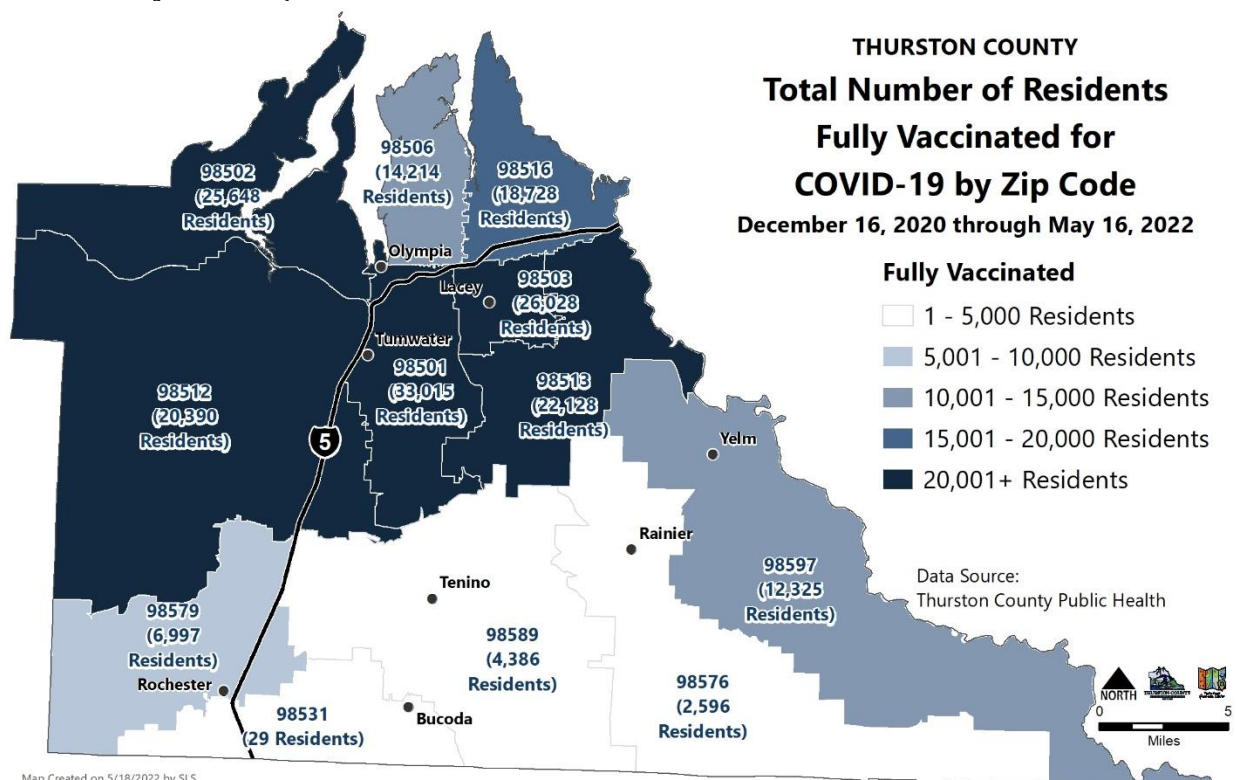 THURSTON COUNTY
Total Number of Residents
Fully Vaccinated for
COVID-19 by Zip Code
December 16, 2020 through May 16, 2022
Fully Vaccinated
1 - 5,000 Residents
5,001 - 10,000 Residents
10,001 - 15,000 Residents
15,001 - 20,000 Residents
20,001+ Residents
98502
(25,648
Residents)
98506
(14,214
Residents)
98516
(18,728
Residents)
Olympia
Lacey
98503
(26,028
Residents)
Tumwater
98501
(33,015
Residents)
98513
(22,128
Residents)
98512
(20,390
Residents)
5
Yelm
Rainier
98597
(12,325
Residents)
Tenino
98579
(6,997
Residents)
Rochester
98589
(4,386
Residents)
98576
(2,596
Residents)
Bucoda
98531
(29 Residents)
Data Source:
Thurston County Public Health
NORTH
THURSTON COUNTY
0 5
Miles
Map Created on 5/18/2022 by SLS